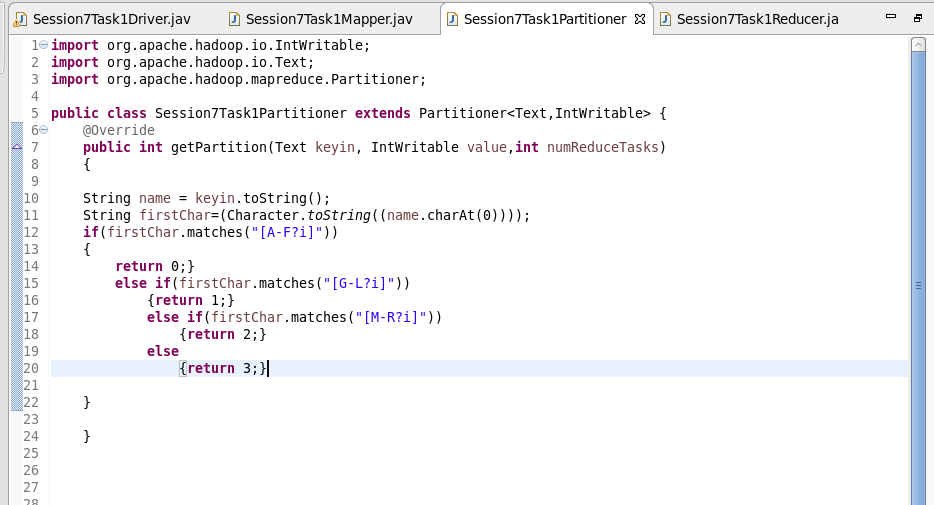 Session7Task1Driver.jav Session7Task1Mapper.jav Session7Task1Partitioner Session7Task1Reducer.ja
1 import org.apache.hadoop.io.IntWritable;
2 import org.apache.hadoop.io.Text;
3 import org.apache.hadoop.mapreduce.Partitioner;
4
5 public class Session7Task1Partitioner extends Partitioner<Text,IntWritable> {
6     @Override
7     public int getPartition(Text keyin, IntWritable value,int numReduceTasks)
8     {
9
10     String name = keyin.toString();
11     String firstChar=(Character.toString((name.charAt(0))));
12     if(firstChar.matches("[A-F?i]"))
13     {
14         return 0;}
15         else if(firstChar.matches("[G-L?i]"))
16             {return 1;}
17             else if(firstChar.matches("[M-R?i]"))
18                 {return 2;}
19             else
20                 {return 3;}
21
22     }
23
24     }
25
26
27
28